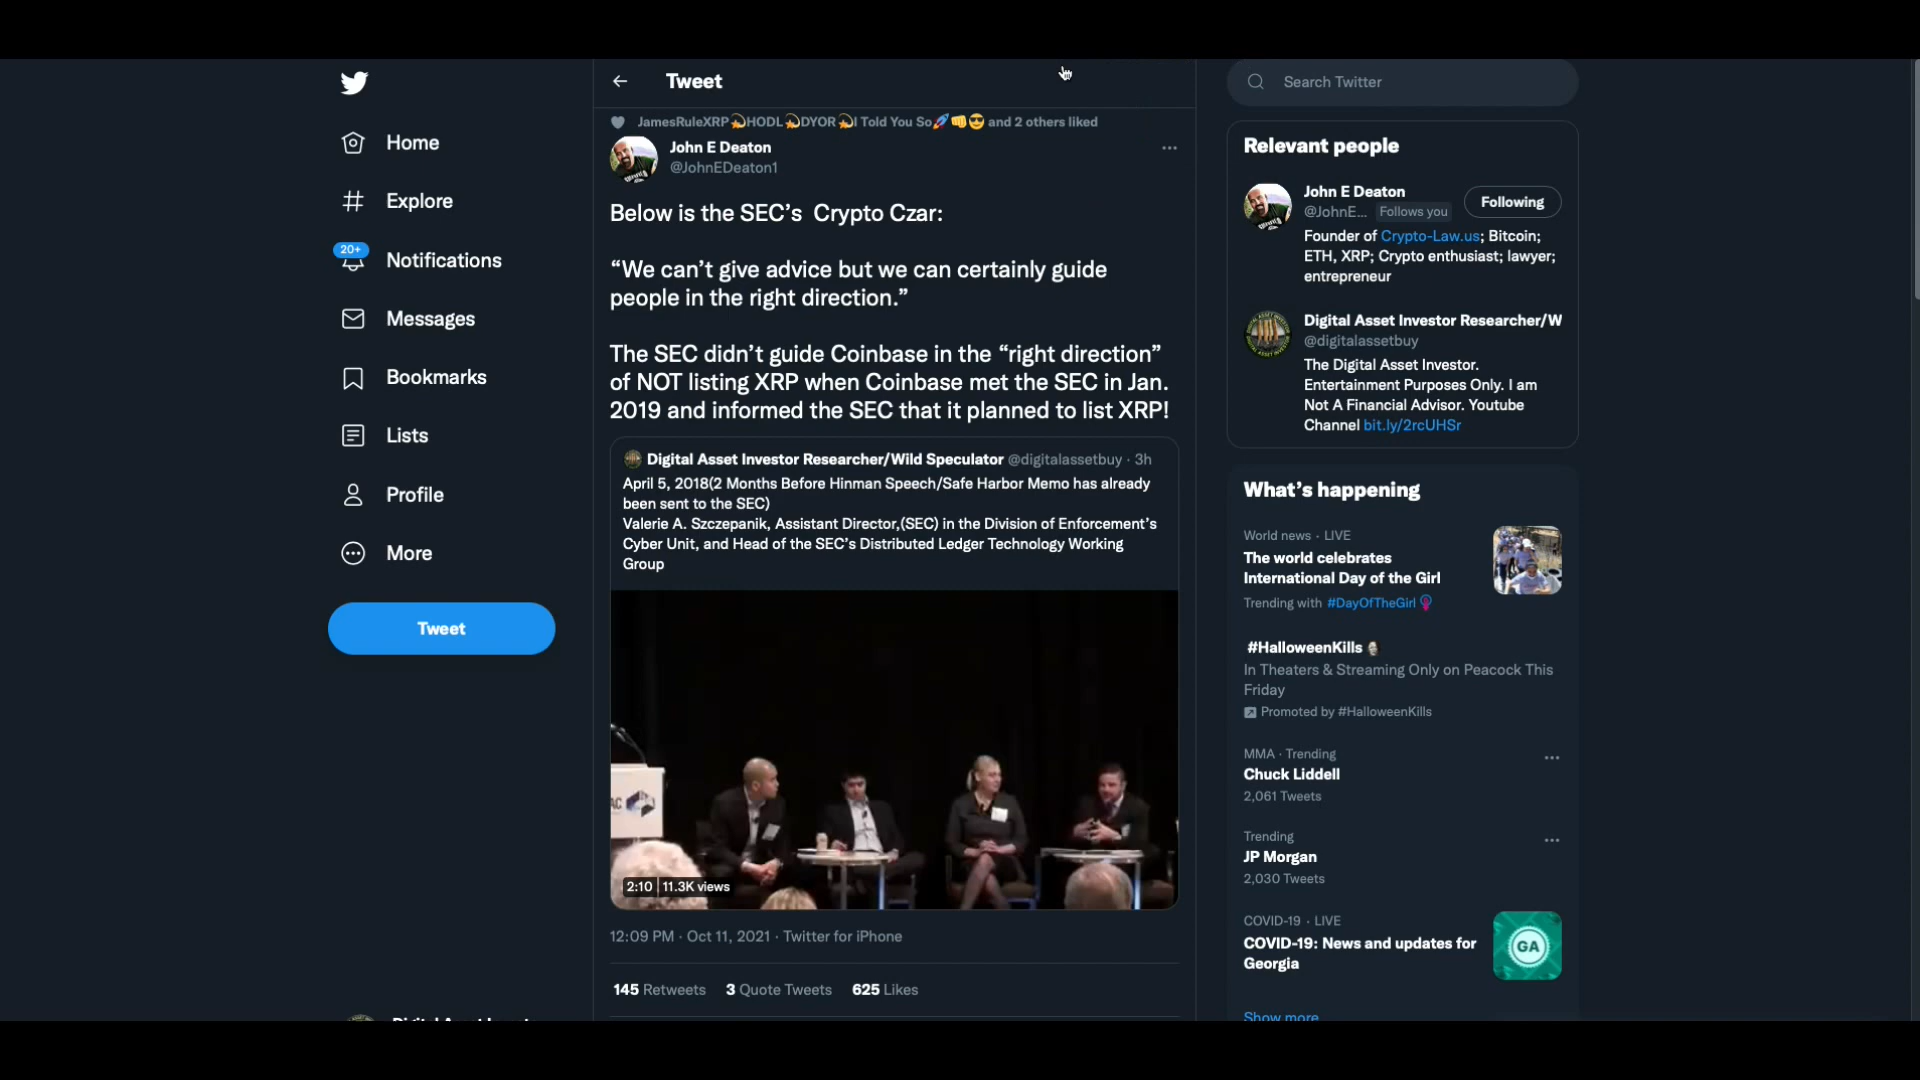 Home
Explore
20+
Notifications
Messages
Bookmarks
Lists
Profile
More
Tweet
Tweet
JamesRuleXRP💫HODL💫DYOR💫I Told You So🚀👊😎 and 2 others liked
John E Deaton
@JohnEDeaton1
Below is the SEC’s Crypto Czar:
“We can’t give advice but we can certainly guide
people in the right direction.”
The SEC didn’t guide Coinbase in the “right direction”
of NOT listing XRP when Coinbase met the SEC in Jan.
2019 and informed the SEC that it planned to list XRP!
Digital Asset Investor Researcher/Wild Speculator @digitalassetbuy · 3h
April 5, 2018(2 Months Before Hinman Speech/Safe Harbor Memo has already
been sent to the SEC)
Valerie A. Szczepanik, Assistant Director,(SEC) in the Division of Enforcement’s
Cyber Unit, and Head of the SEC’s Distributed Ledger Technology Working
Group
2:10 11.3K views
12:09 PM · Oct 11, 2021 · Twitter for iPhone
145 Retweets 3 Quote Tweets 625 Likes
Search Twitter
Relevant people
John E Deaton
@JohnE... Follows you
Following
Founder of Crypto-Law.us; Bitcoin;
ETH, XRP; Crypto enthusiast; lawyer;
entrepreneur
Digital Asset Investor Researcher/W
@digitalassetbuy
The Digital Asset Investor.
Entertainment Purposes Only. I am
Not A Financial Advisor. Youtube
Channel bit.ly/2rcUHSr
What’s happening
World news · LIVE
The world celebrates
International Day of the Girl
Trending with #DayOfTheGirl
#HalloweenKills
In Theaters & Streaming Only on Peacock This
Friday
Promoted by #HalloweenKills
MMA · Trending
Chuck Liddell
2,061 Tweets
Trending
JP Morgan
2,030 Tweets
COVID-19 · LIVE
COVID-19: News and updates for
Georgia
GA
Show more